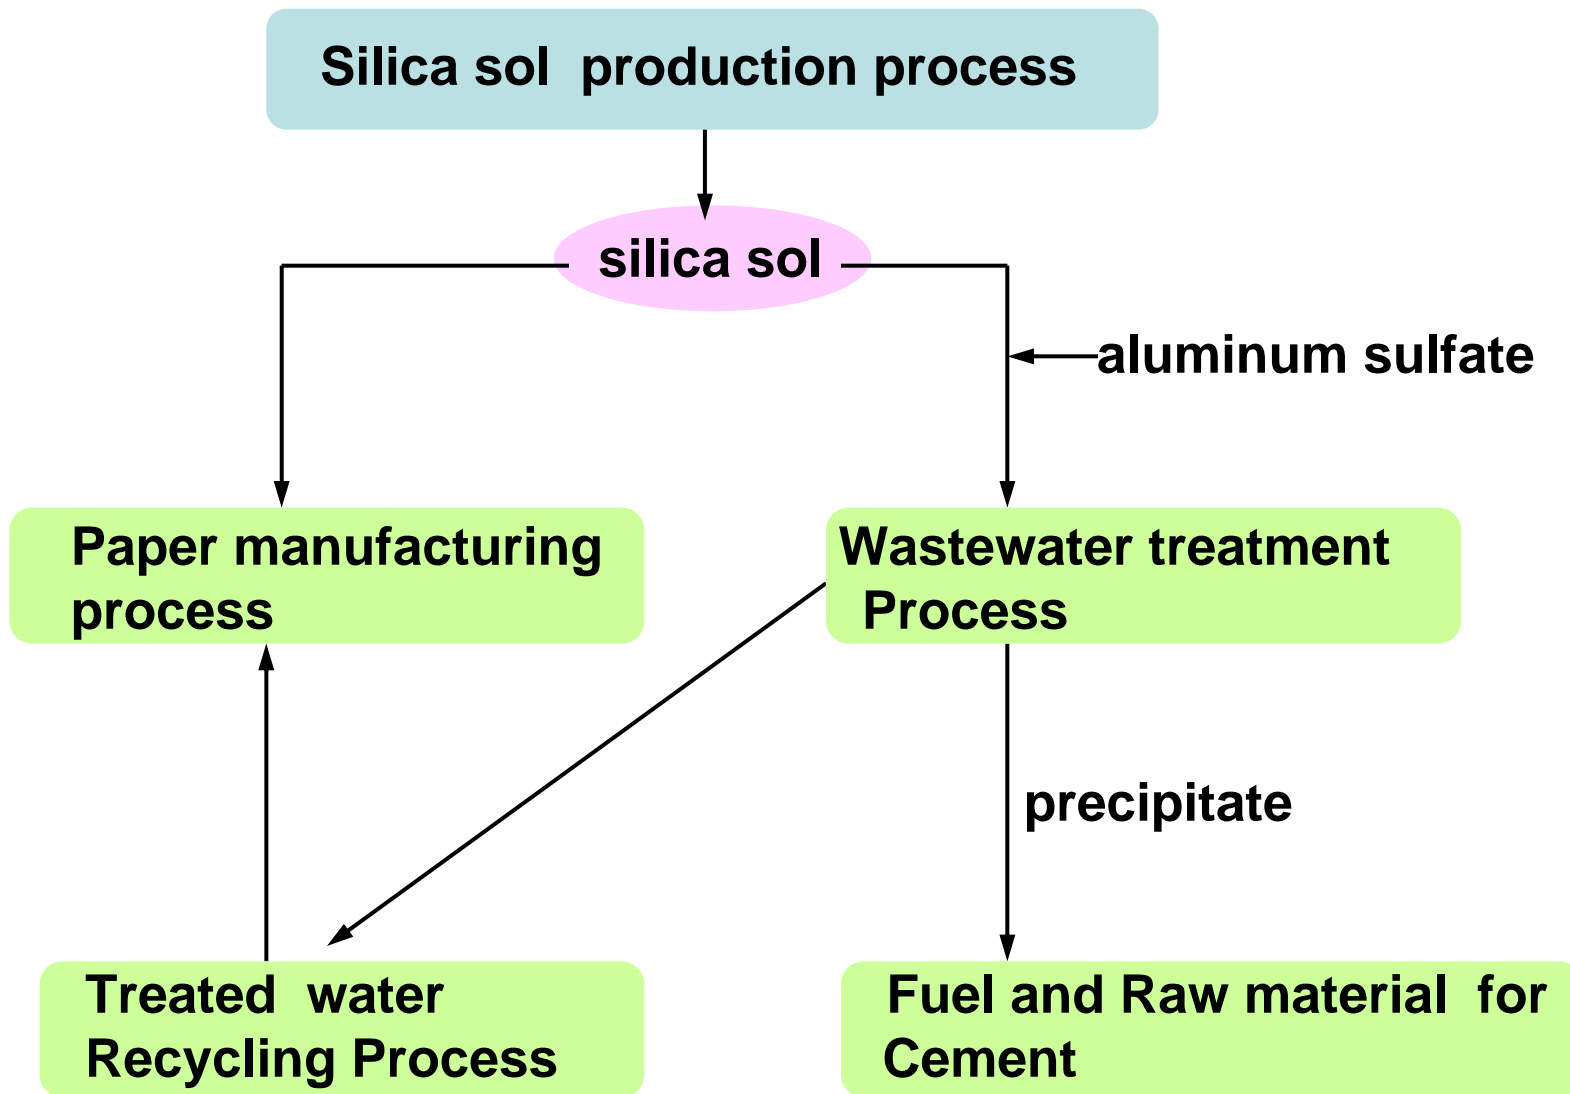 Silica sol production process
silica sol
aluminum sulfate
Paper manufacturing
process
Wastewater treatment
Process
precipitate
Treated water
Recycling Process
Fuel and Raw material for
Cement